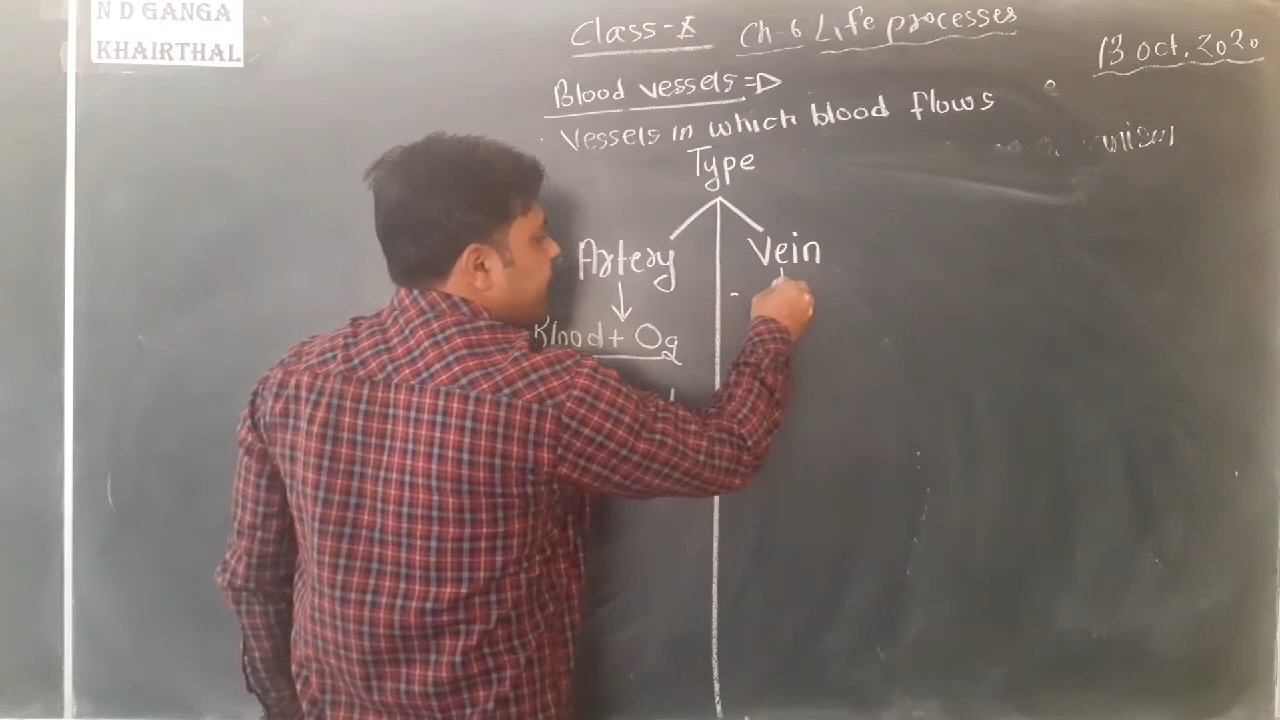 N D GANGA
KHAIRTHAL
Class-X Ch-6 Life processes
13 oct. 2020
Blood vessels =>
Vessels in which blood flows
Type
Artery Vein
Blood + O2